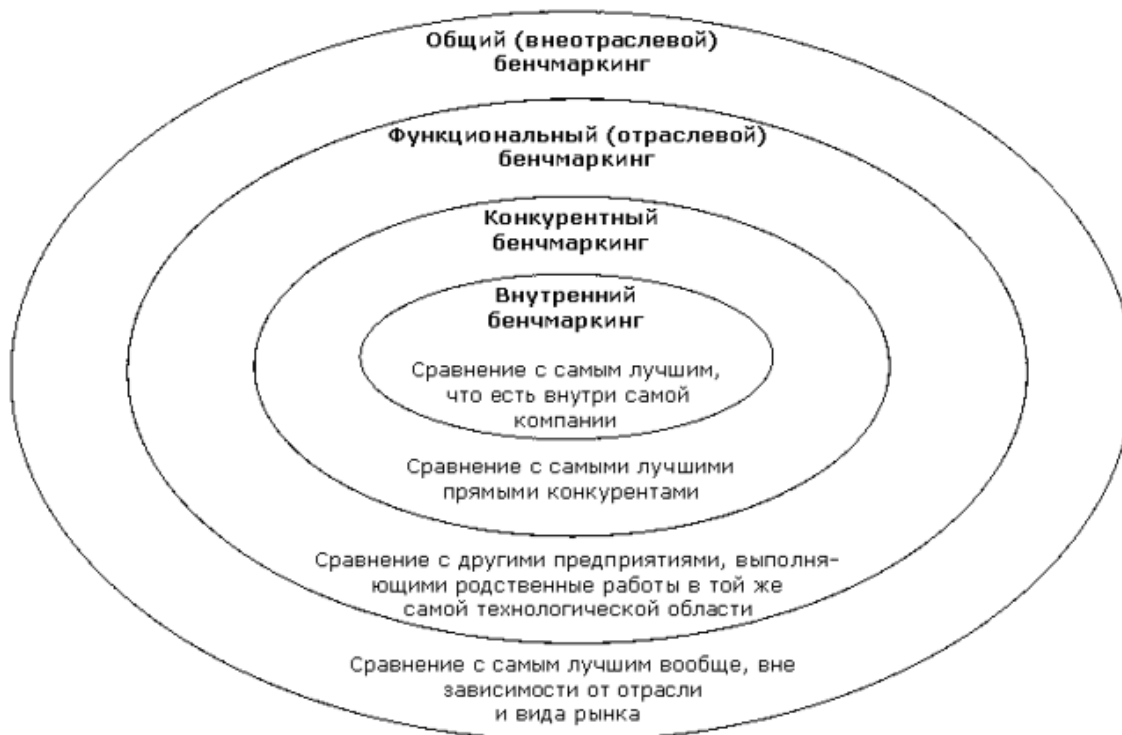 Общий (внеотраслевой)
бенчмаркинг
Функциональный (отраслевой)
бенчмаркинг
Конкурентный
бенчмаркинг
Внутренний
бенчмаркинг
Сравнение с самым лучшим,
что есть внутри самой
компании
Сравнение с самыми лучшими
прямыми конкурентами
Сравнение с другими предприятиями, выполня-
ющими родственные работы в той же
самой технологической области
Сравнение с самым лучшим вообще, вне
зависимости от отрасли
и вида рынка